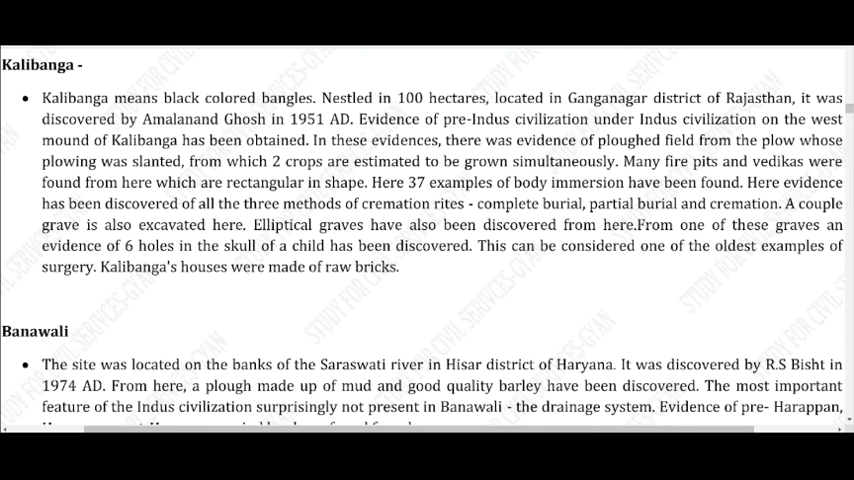 Kalibanga -
• Kalibanga means black colored bangles. Nestled in 100 hectares, located in Ganganagar district of Rajasthan, it was
discovered by Amalanand Ghosh in 1951 AD. Evidence of pre-Indus civilization under Indus civilization on the west
mound of Kalibanga has been obtained. In these evidences, there was evidence of ploughed field from the plow whose
plowing was slanted, from which 2 crops are estimated to be grown simultaneously. Many fire pits and vedikas were
found from here which are rectangular in shape. Here 37 examples of body immersion have been found. Here evidence
has been discovered of all the three methods of cremation rites - complete burial, partial burial and cremation. A couple
grave is also excavated here. Elliptical graves have also been discovered from here.From one of these graves an
evidence of 6 holes in the skull of a child has been discovered. This can be considered one of the oldest examples of
surgery. Kalibanga's houses were made of raw bricks.
Banawali
• The site was located on the banks of the Saraswati river in Hisar district of Haryana. It was discovered by R.S Bisht in
1974 AD. From here, a plough made up of mud and good quality barley have been discovered. The most important
feature of the Indus civilization surprisingly not present in Banawali - the drainage system. Evidence of pre- Harappan,
STUDY FOR CIVIL SERIVCES-GYAN